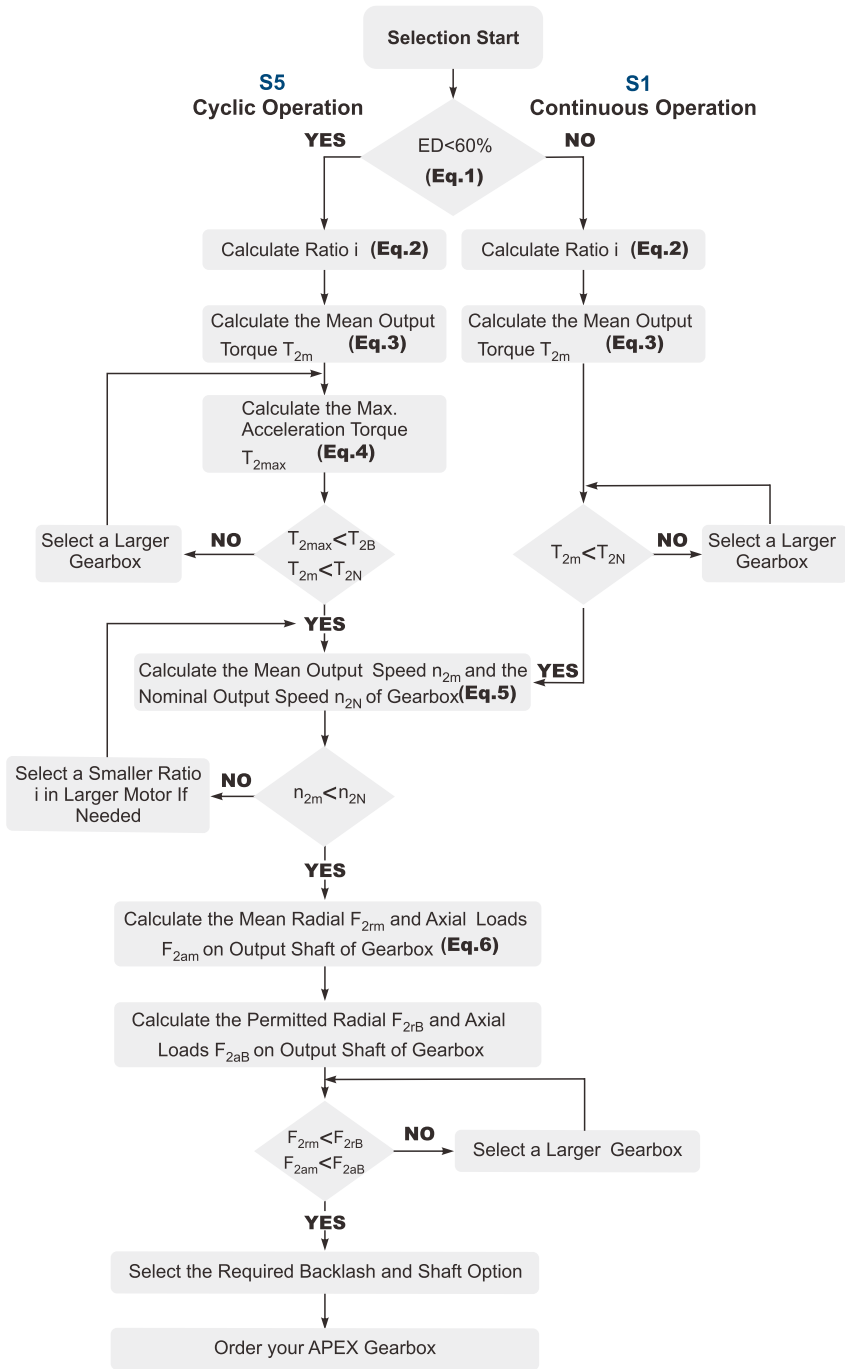 Selection Start
S5
Cyclic Operation
S1
Continuous Operation
ED<60%
(Eq.1)
YES
NO
Calculate Ratio i (Eq.2)
Calculate Ratio i (Eq.2)
Calculate the Mean Output
Torque T2m (Eq.3)
Calculate the Mean Output
Torque T2m (Eq.3)
Calculate the Max.
Acceleration Torque
T2max (Eq.4)
T2max<T2B
T2m<T2N
NO
Select a Larger
Gearbox
T2m<T2N
NO
Select a Larger
Gearbox
YES
YES
Calculate the Mean Output Speed n2m and the
Nominal Output Speed n2N of Gearbox(Eq.5)
n2m<n2N
NO
Select a Smaller Ratio
i in Larger Motor If
Needed
YES
Calculate the Mean Radial F2rm and Axial Loads
F2am on Output Shaft of Gearbox (Eq.6)
Calculate the Permitted Radial F2rB and Axial
Loads F2aB on Output Shaft of Gearbox
F2rm<F2rB
F2am<F2aB
NO
Select a Larger Gearbox
YES
Select the Required Backlash and Shaft Option
Order your APEX Gearbox